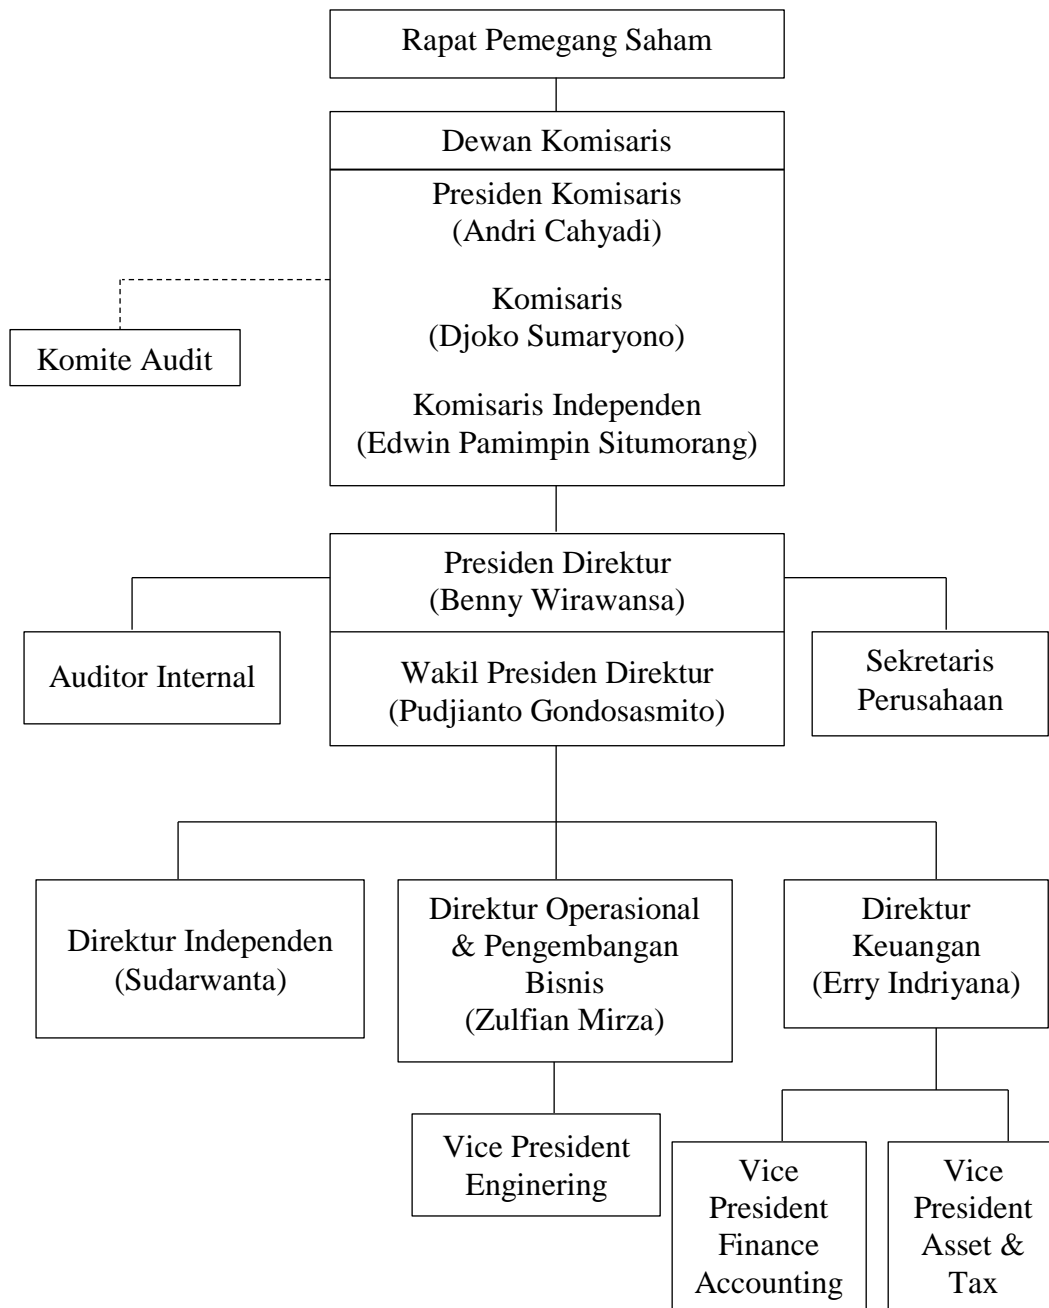 Rapat Pemegang Saham
Dewan Komisaris
Presiden Komisaris
(Andri Cahyadi)
Komisaris
(Djoko Sumaryono)
Komite Audit
Komisaris Independen
(Edwin Pamimpin Situmorang)
Presiden Direktur
(Benny Wirawansa)
Auditor Internal
Wakil Presiden Direktur
(Pudjianto Gondosasmito)
Sekretaris
Perusahaan
Direktur Independen
(Sudarwanta)
Direktur Operasional
& Pengembangan
Bisnis
(Zulfian Mirza)
Direktur
Keuangan
(Erry Indriyana)
Vice President
Enginering
Vice
President
Finance
Accounting
Vice
President
Asset &
Tax